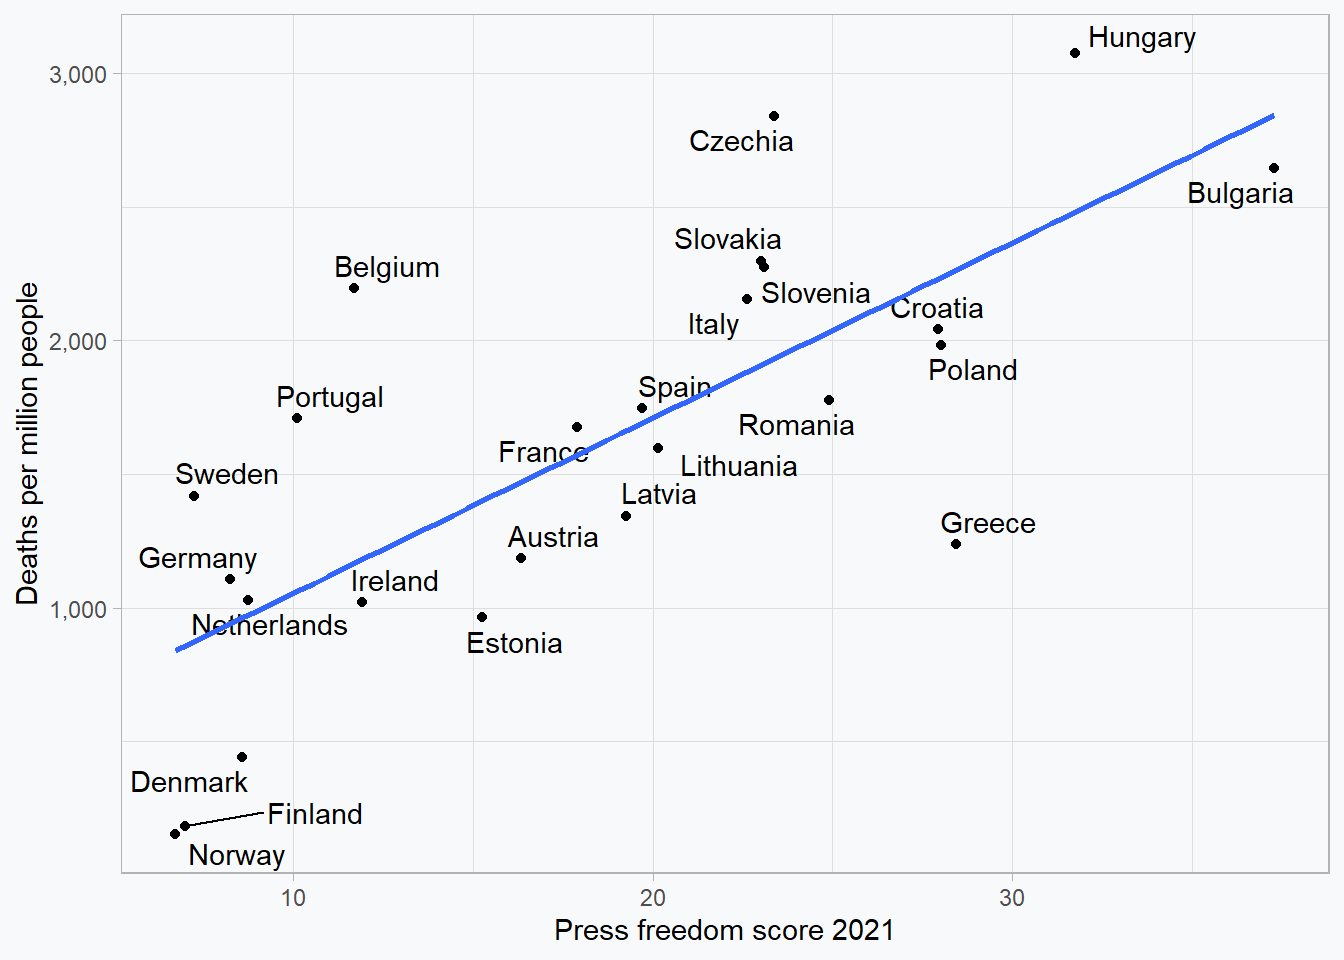 Hungary
3,000
Czechia
Bulgaria
Slovakia
Belgium
Slovenia
Croatia
Italy
2,000
Poland
Spain
Portugal
Romania
France
Lithuania
Sweden
Latvia
Greece
Austria
Germany
Ireland
1,000
Netherlands
Estonia
Denmark
Finland
Norway
10
20
30
Press freedom score 2021
Deaths per million people